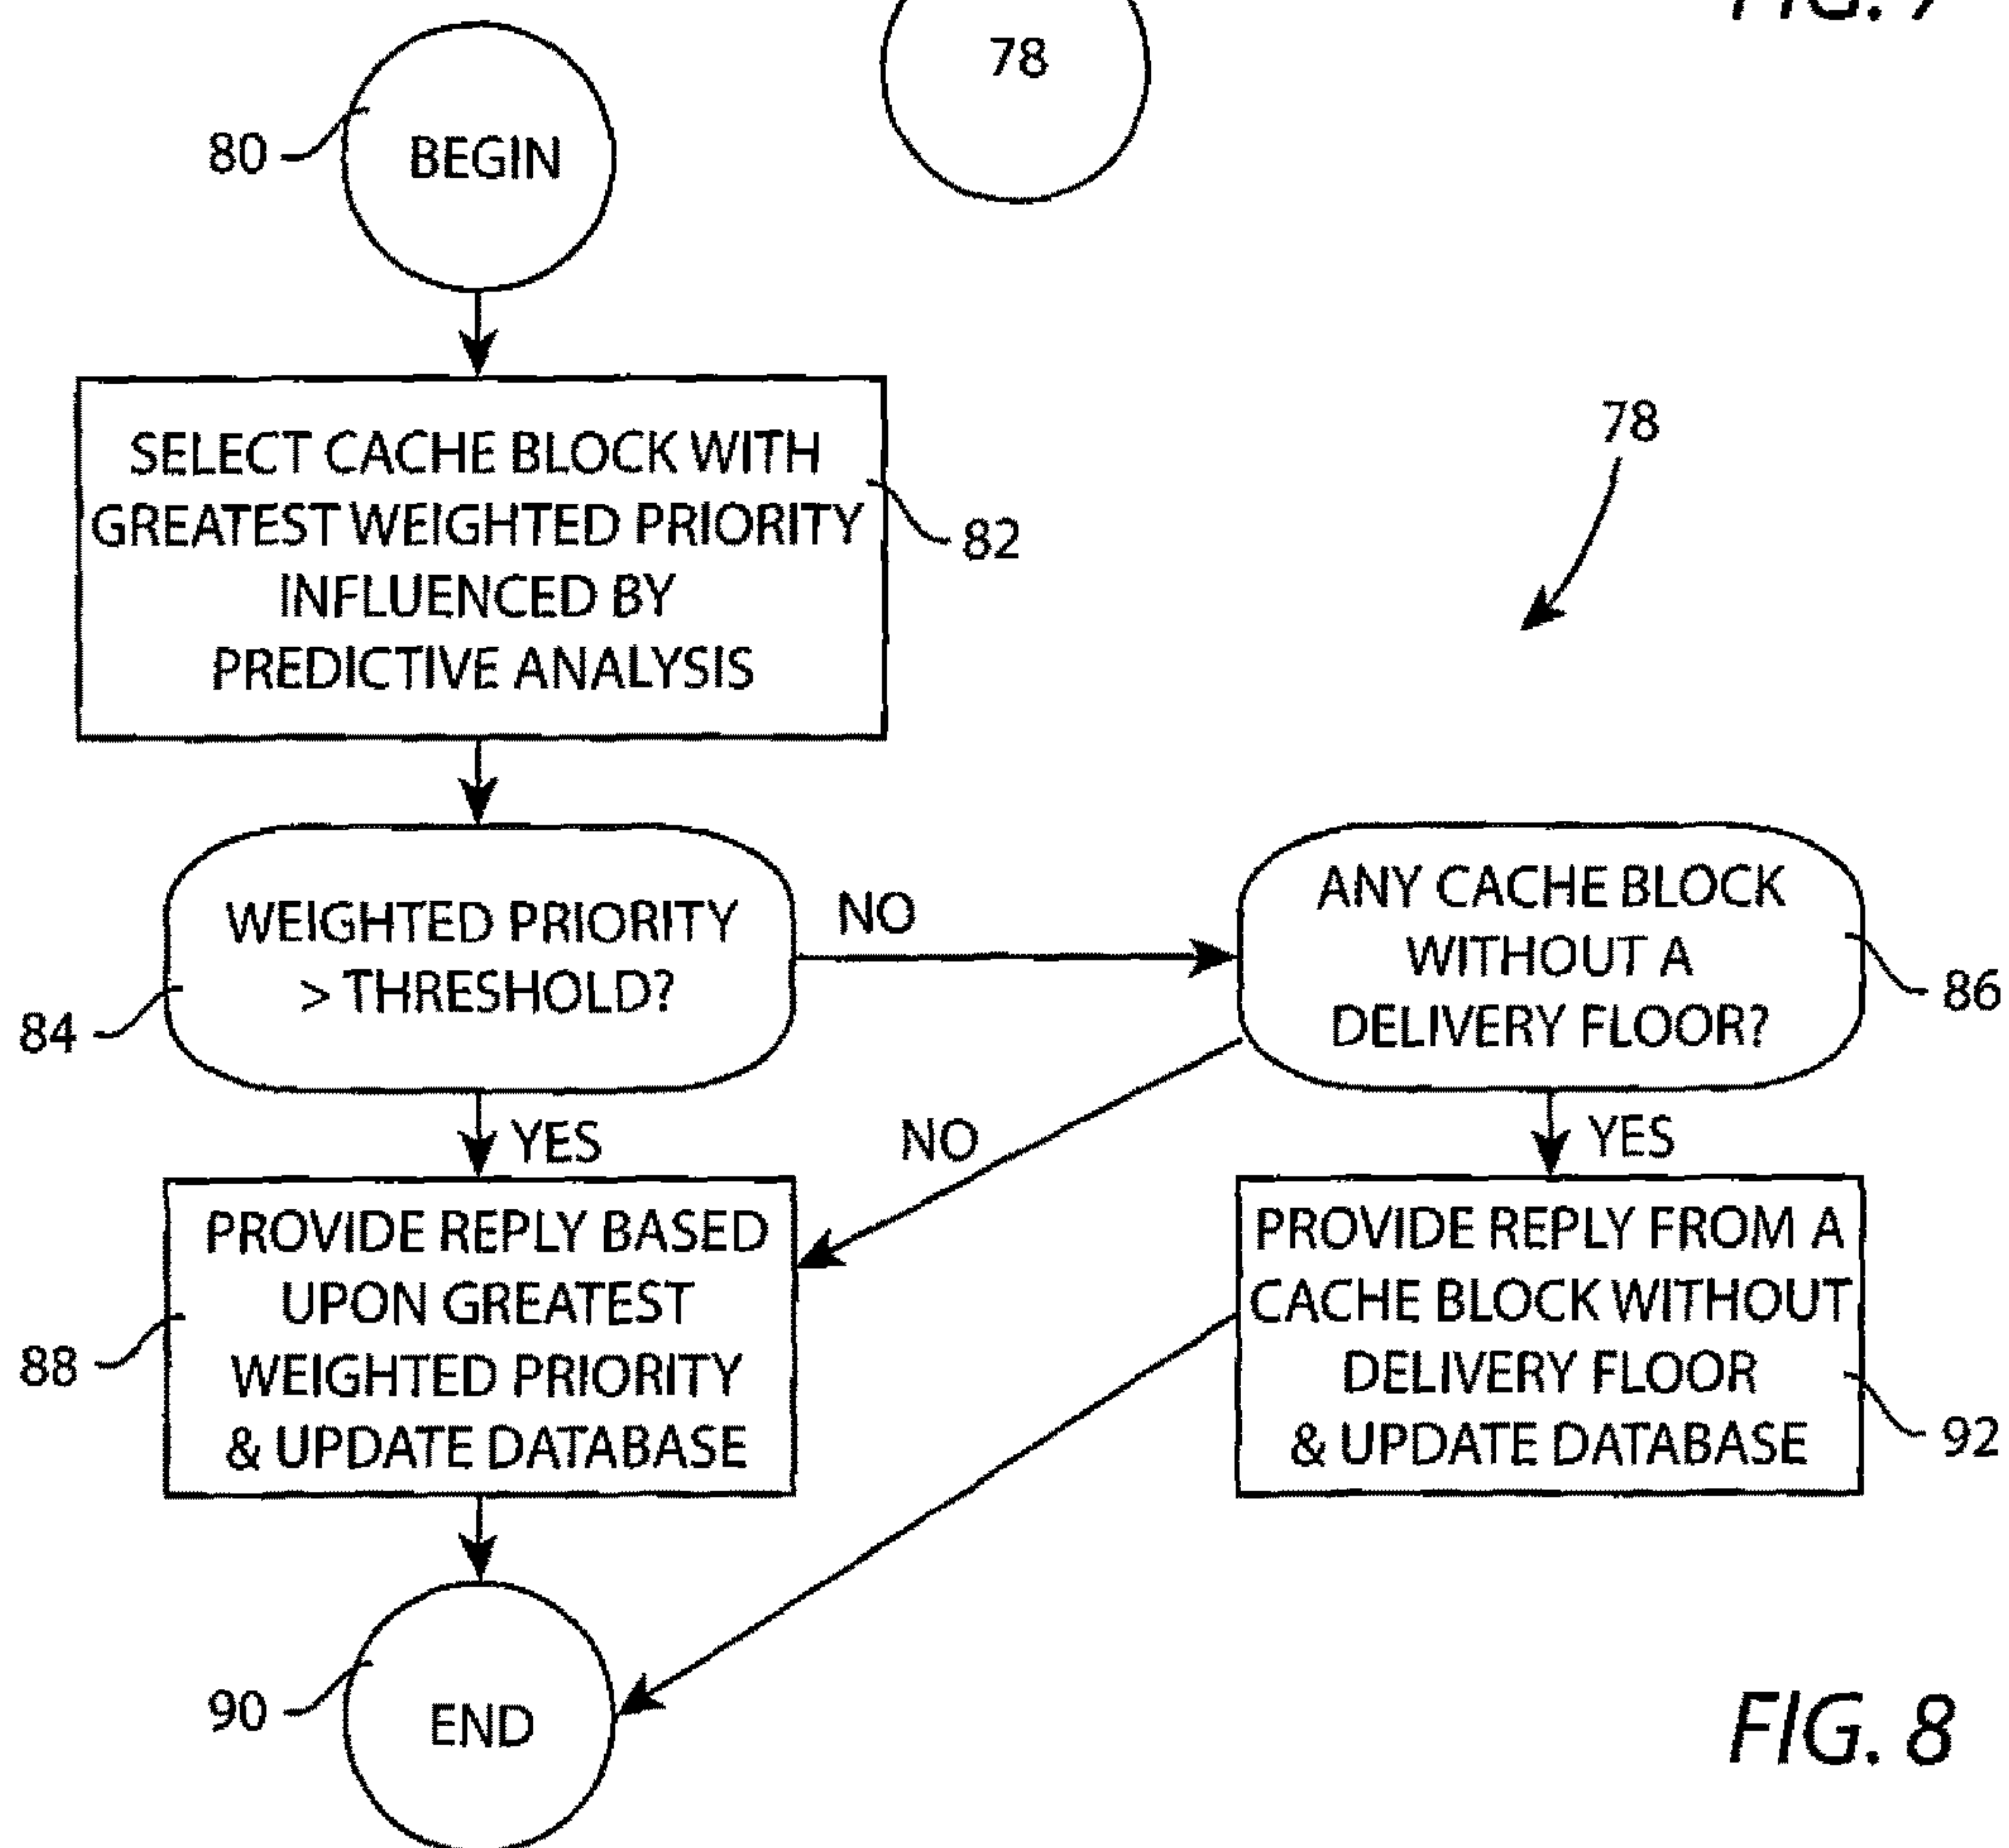 FIG. 7
78
80
BEGIN
SELECT CACHE BLOCK WITH
GREATEST WEIGHTED PRIORITY
INFLUENCED BY
PREDICTIVE ANALYSIS
82
78
WEIGHTED PRIORITY
> THRESHOLD?
84
NO
ANY CACHE BLOCK
WITHOUT A
DELIVERY FLOOR?
86
YES
NO
YES
PROVIDE REPLY BASED
UPON GREATEST
WEIGHTED PRIORITY
& UPDATE DATABASE
88
PROVIDE REPLY FROM A
CACHE BLOCK WITHOUT
DELIVERY FLOOR
& UPDATE DATABASE
92
90
END
FIG. 8